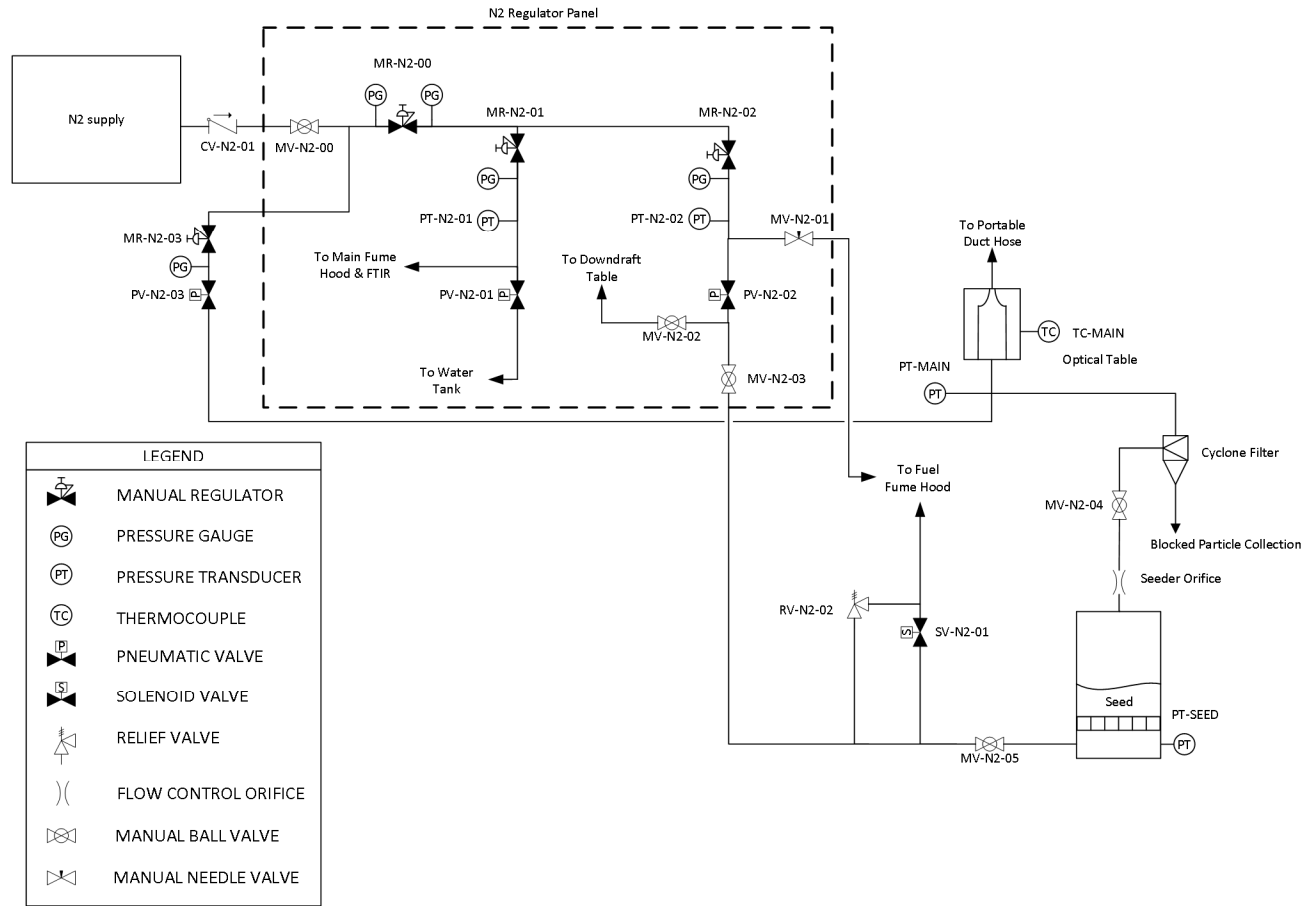 N2 Regulator Panel
N2 supply
CV-N2-01
MV-N2-00
MR-N2-00
PG
PG
MR-N2-01
MR-N2-02
PG
PG
PT-N2-01
PT
PT-N2-02
PT
MV-N2-01
MR-N2-03
PG
PV-N2-03
P
To Main Fume
Hood & FTIR
PV-N2-01
P
To Downdraft
Table
P
PV-N2-02
MV-N2-02
To Water
Tank
MV-N2-03
To Portable
Duct Hose
TC
TC-MAIN
Optical Table
PT-MAIN
PT
Cyclone Filter
MV-N2-04
Blocked Particle Collection
Seeder Orifice
To Fuel
Fume Hood
RV-N2-02
S
SV-N2-01
Seed
PT-SEED
PT
MV-N2-05
LEGEND
MANUAL REGULATOR
PG
PRESSURE GAUGE
PT
PRESSURE TRANSDUCER
TC
THERMOCOUPLE
P
PNEUMATIC VALVE
S
SOLENOID VALVE
RELIEF VALVE
FLOW CONTROL ORIFICE
MANUAL BALL VALVE
MANUAL NEEDLE VALVE